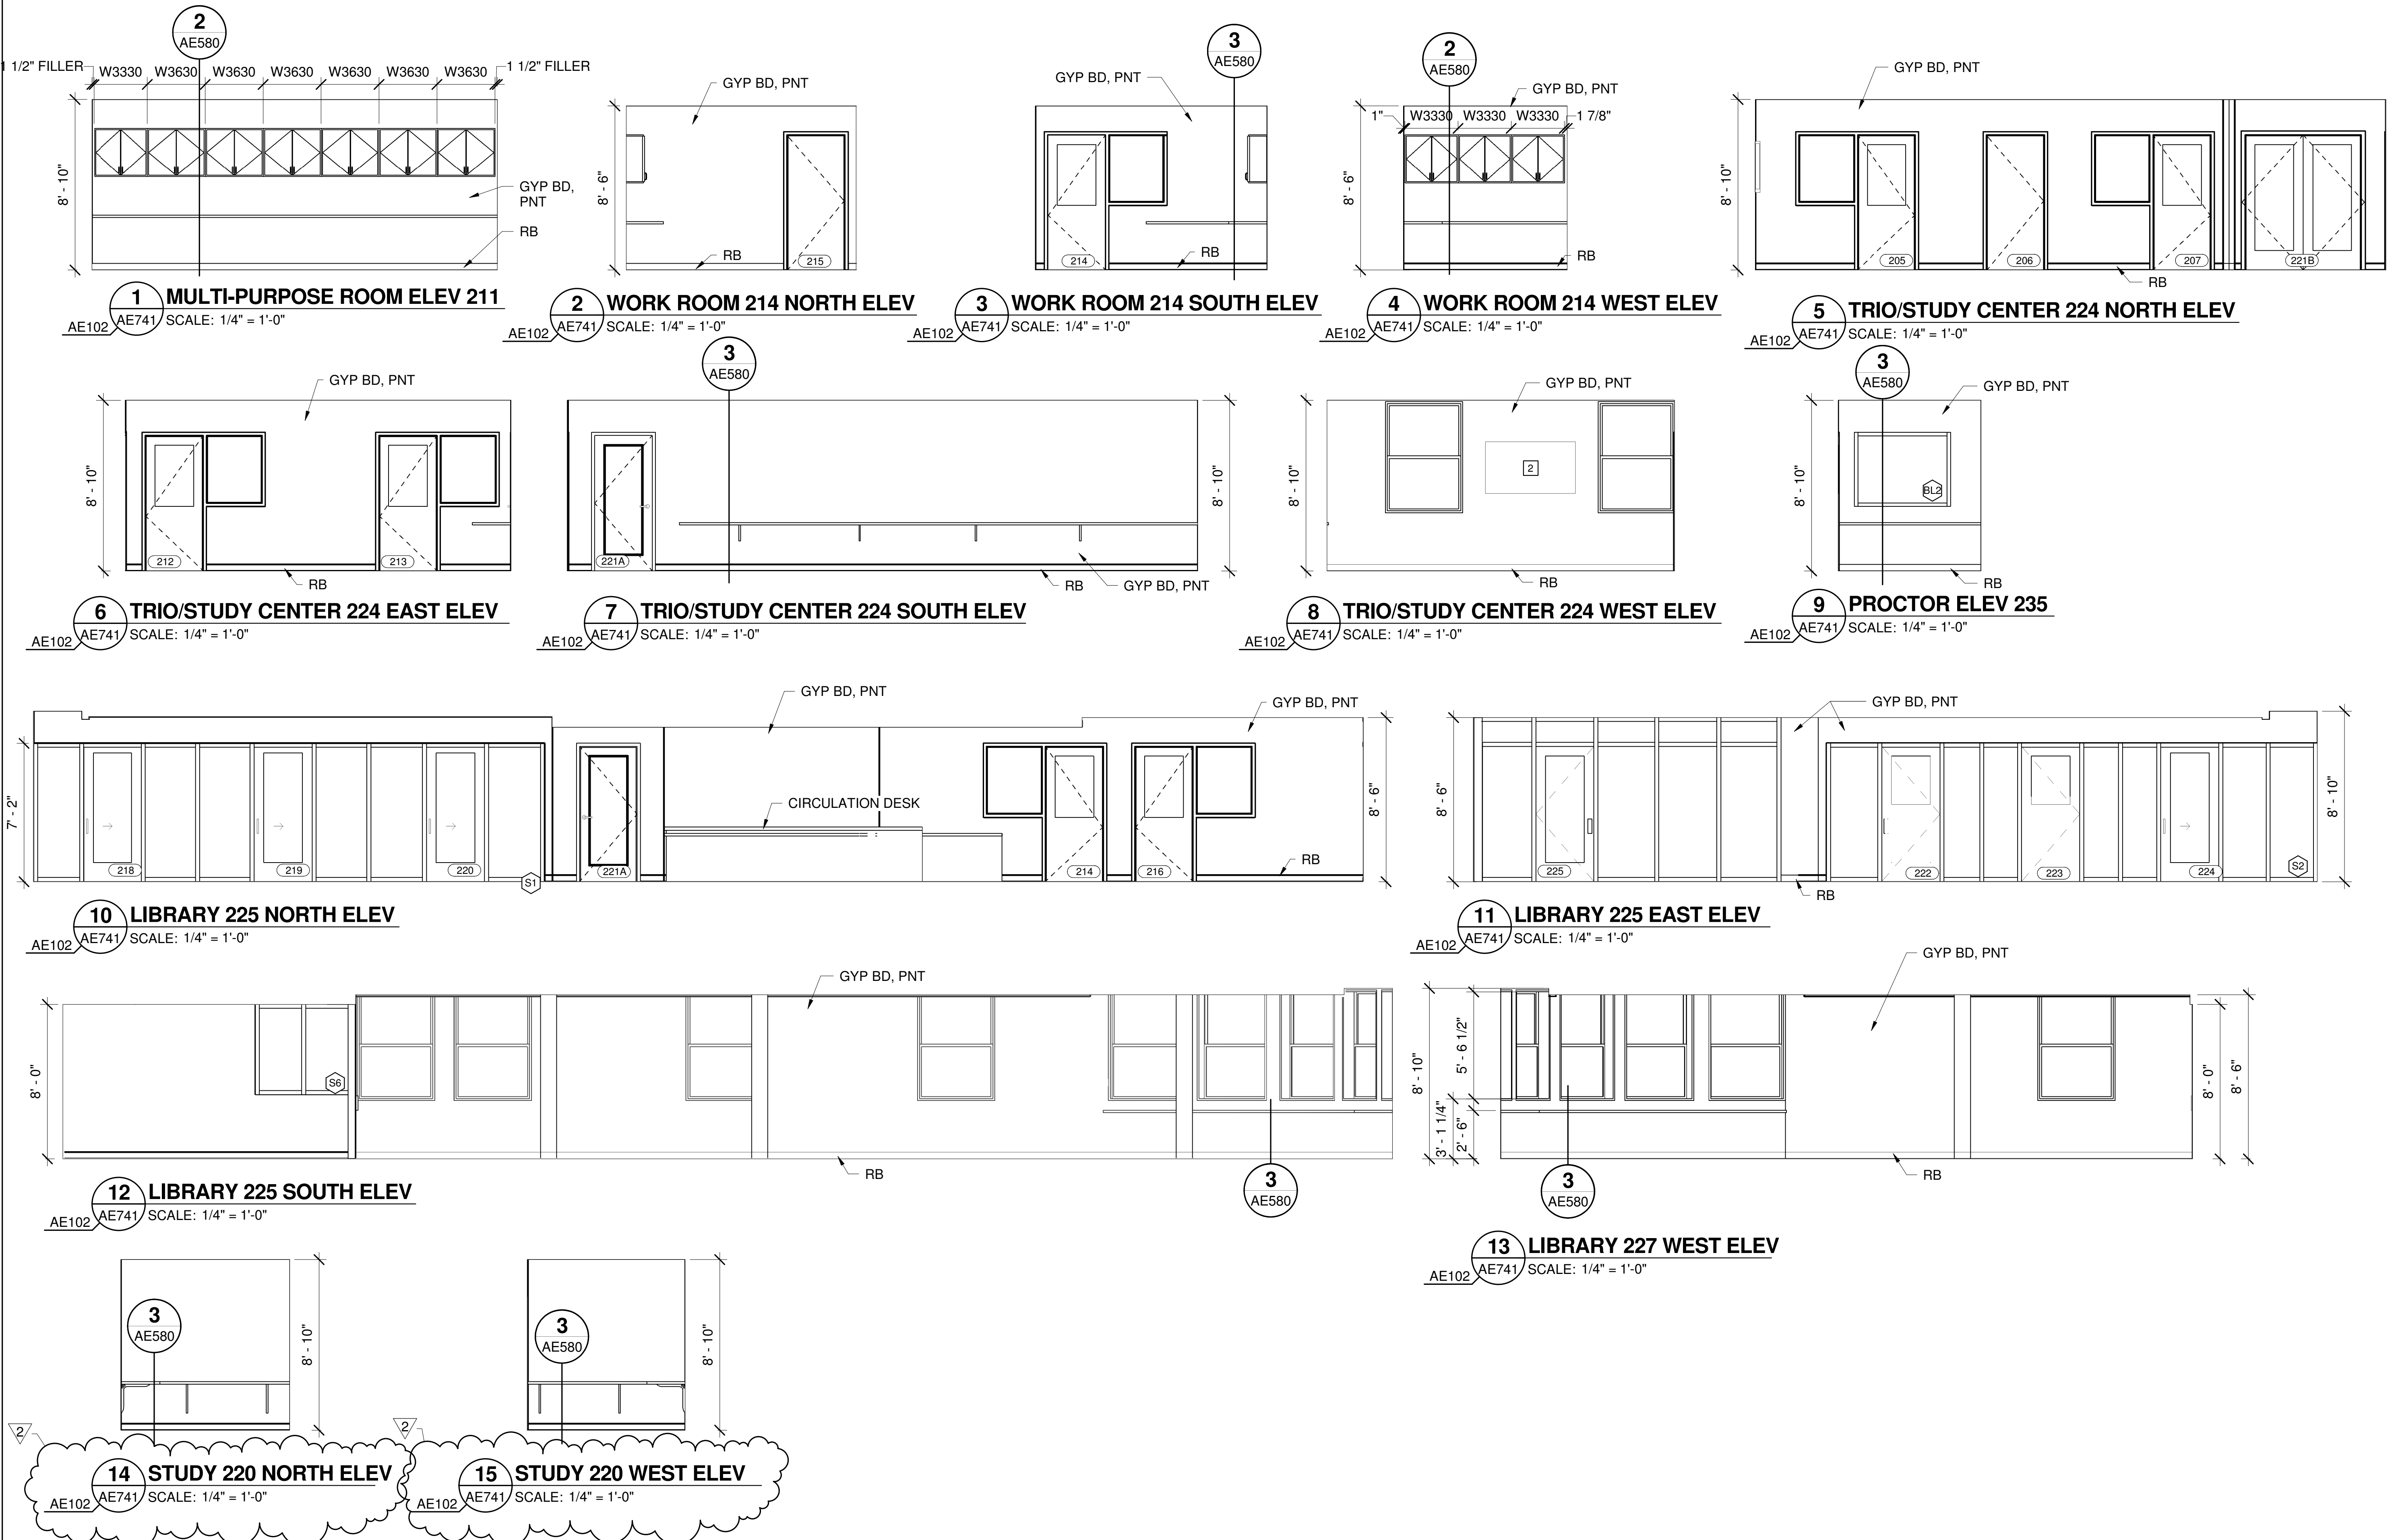 2
AE580
1 1/2" FILLER
W3330
W3630
W3630
W3630
W3630
W3630
W3630
1 1/2" FILLER
8' - 10"
GYP BD,
PNT
RB
1
AE741
AE102
MULTI-PURPOSE ROOM ELEV 211
SCALE: 1/4" = 1'-0"
GYP BD, PNT
8' - 6"
RB
215
2
AE741
AE102
WORK ROOM 214 NORTH ELEV
SCALE: 1/4" = 1'-0"
3
AE580
GYP BD, PNT
214
RB
3
AE741
AE102
WORK ROOM 214 SOUTH ELEV
SCALE: 1/4" = 1'-0"
2
AE580
GYP BD, PNT
1"
W3330
W3330
W3330
1 7/8"
8' - 6"
RB
4
AE741
AE102
WORK ROOM 214 WEST ELEV
SCALE: 1/4" = 1'-0"
GYP BD, PNT
8' - 10"
205
206
207
221B
RB
5
AE741
AE102
TRIO/STUDY CENTER 224 NORTH ELEV
SCALE: 1/4" = 1'-0"
GYP BD, PNT
8' - 10"
212
213
RB
6
AE741
AE102
TRIO/STUDY CENTER 224 EAST ELEV
SCALE: 1/4" = 1'-0"
3
AE580
8' - 10"
221A
RB
GYP BD, PNT
7
AE741
AE102
TRIO/STUDY CENTER 224 SOUTH ELEV
SCALE: 1/4" = 1'-0"
GYP BD, PNT
8' - 10"
2
RB
8
AE741
AE102
TRIO/STUDY CENTER 224 WEST ELEV
SCALE: 1/4" = 1'-0"
3
AE580
GYP BD, PNT
8' - 10"
BL2
RB
9
AE741
AE102
PROCTOR ELEV 235
SCALE: 1/4" = 1'-0"
GYP BD, PNT
GYP BD, PNT
7' - 2"
CIRCULATION DESK
8' - 6"
RB
218
219
220
S1
221A
214
216
10
AE741
AE102
LIBRARY 225 NORTH ELEV
SCALE: 1/4" = 1'-0"
GYP BD, PNT
8' - 6"
8' - 10"
225
222
223
224
S2
RB
11
AE741
AE102
LIBRARY 225 EAST ELEV
SCALE: 1/4" = 1'-0"
GYP BD, PNT
8' - 0"
S6
RB
3
AE580
12
AE741
AE102
LIBRARY 225 SOUTH ELEV
SCALE: 1/4" = 1'-0"
GYP BD, PNT
8' - 10"
5' - 6 1/2"
3' - 1 1/4"
2' - 6"
8' - 0"
8' - 6"
RB
3
AE580
13
AE741
AE102
LIBRARY 227 WEST ELEV
SCALE: 1/4" = 1'-0"
3
AE580
8' - 10"
2
14
AE741
AE102
STUDY 220 NORTH ELEV
SCALE: 1/4" = 1'-0"
3
AE580
8' - 10"
2
15
AE741
AE102
STUDY 220 WEST ELEV
SCALE: 1/4" = 1'-0"